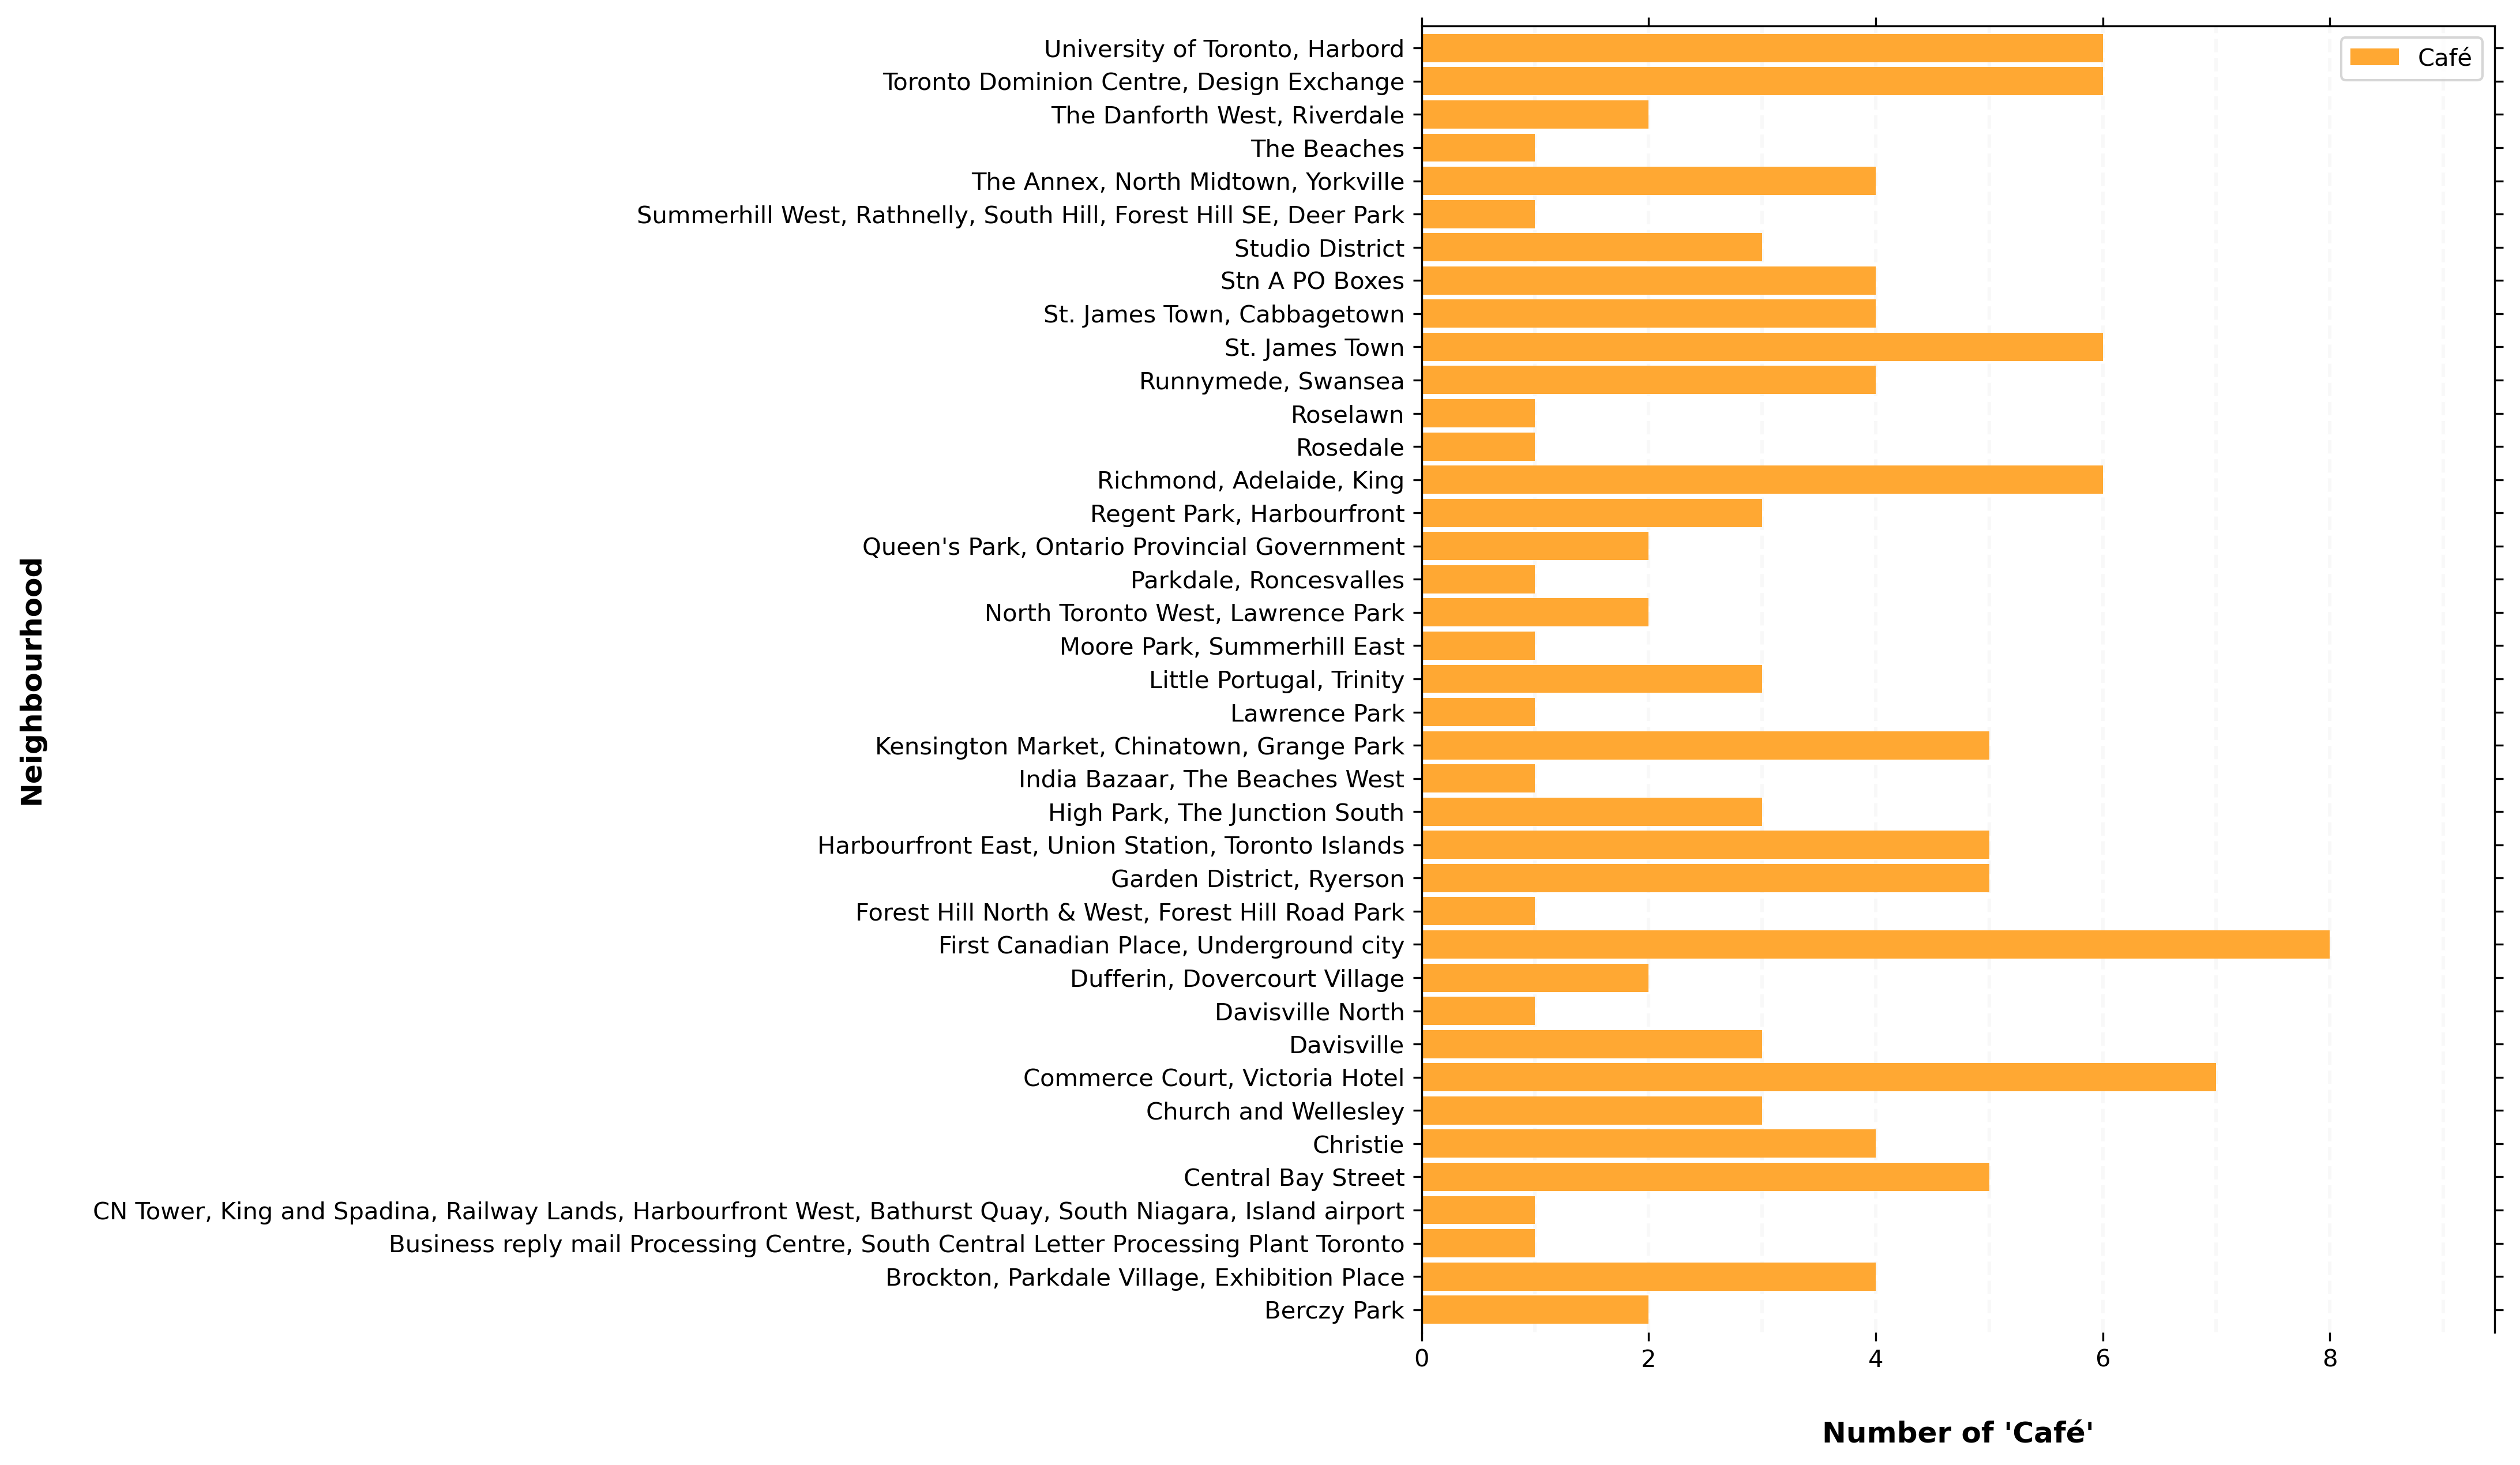 University of Toronto, Harbord
Toronto Dominion Centre, Design Exchange
The Danforth West, Riverdale
The Beaches
The Annex, North Midtown, Yorkville
Summerhill West, Rathnelly, South Hill, Forest Hill SE, Deer Park
Studio District
Stn A PO Boxes
St. James Town, Cabbagetown
St. James Town
Runnymede, Swansea
Roselawn
Rosedale
Richmond, Adelaide, King
Regent Park, Harbourfront
Queen's Park, Ontario Provincial Government
Parkdale, Roncesvalles
North Toronto West, Lawrence Park
Moore Park, Summerhill East
Little Portugal, Trinity
Lawrence Park
Kensington Market, Chinatown, Grange Park
India Bazaar, The Beaches West
High Park, The Junction South
Harbourfront East, Union Station, Toronto Islands
Garden District, Ryerson
Forest Hill North & West, Forest Hill Road Park
First Canadian Place, Underground city
Dufferin, Dovercourt Village
Davisville North
Davisville
Commerce Court, Victoria Hotel
Church and Wellesley
Christie
Central Bay Street
CN Tower, King and Spadina, Railway Lands, Harbourfront West, Bathurst Quay, South Niagara, Island airport
Business reply mail Processing Centre, South Central Letter Processing Plant Toronto
Brockton, Parkdale Village, Exhibition Place
Berczy Park
Neighbourhood
Café
0 2 4 6 8
Number of 'Café'